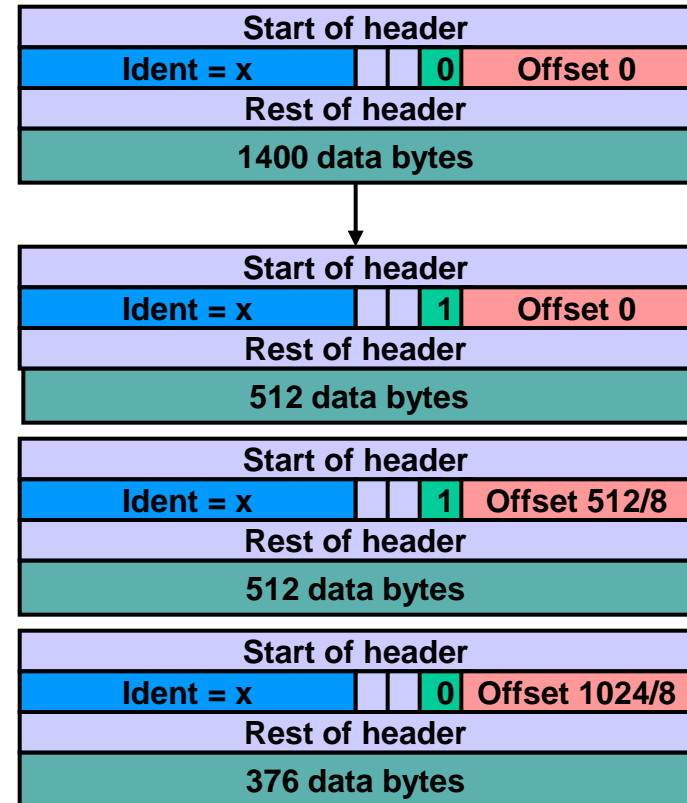 Start of header
Ident = x 0 Offset 0
Rest of header
1400 data bytes
Start of header
Ident = x 1 Offset 0
Rest of header
512 data bytes
Start of header
Ident = x 1 Offset 512/8
Rest of header
512 data bytes
Start of header
Ident = x 0 Offset 1024/8
Rest of header
376 data bytes